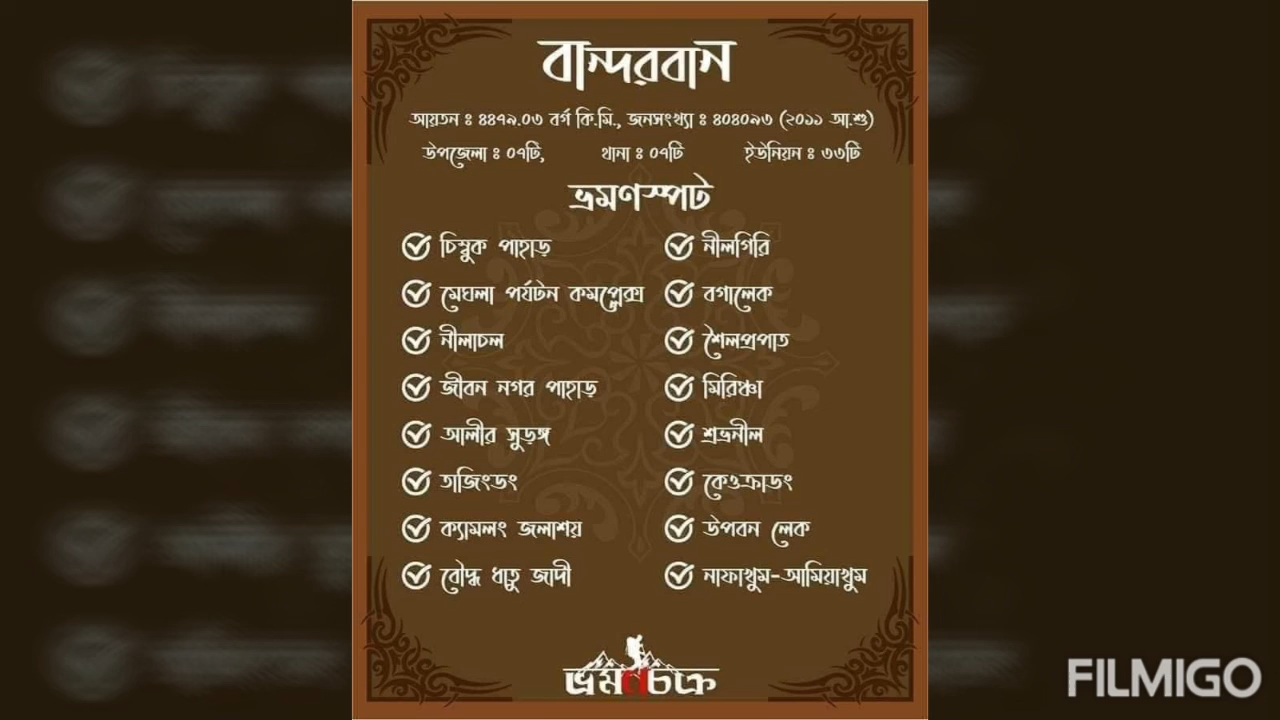 বান্দরবান
আয়তন ঃ ৪৪৭৯.০৩ বর্গ কি.মি., জনসংখ্যা ঃ ৪০৪০৯৩ (২০১১ আ.শু)
উপজেলা ঃ ০৭টি, থানা ঃ ০৭টি ইউনিয়ন ঃ ৩৩টি
ভ্রমণস্পট
চিম্বুক পাহাড় নীলগিরি
মেঘলা পর্যটন কমপ্লেক্স বগালেক
নীলাচল শৈলপ্রপাত
জীবন নগর পাহাড় মিরিঞ্চা
আলীর সুড়ঙ্গ শুভ্রনীল
তাজিংডং কেওক্রাডং
ক্যামলং জলাশয় উপবন লেক
বৌদ্ধ ধাতু জাদী নাফাখুম-আমিয়াখুম
ভ্রমণচক্র
FILMIGO